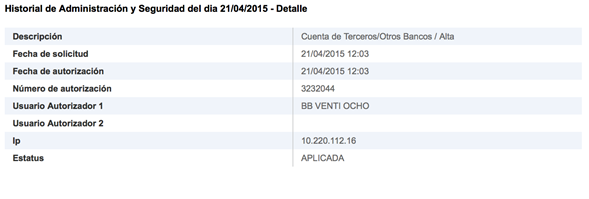 Historial de Administración y Seguridad del dia 21/04/2015 - Detalle
Descripción Cuenta de Terceros/Otros Bancos / Alta
Fecha de solicitud 21/04/2015 12:03
Fecha de autorización 21/04/2015 12:03
Número de autorización 3232044
Usuario Autorizador 1 BB VENTI OCHO
Usuario Autorizador 2
Ip 10.220.112.16
Estatus APLICADA